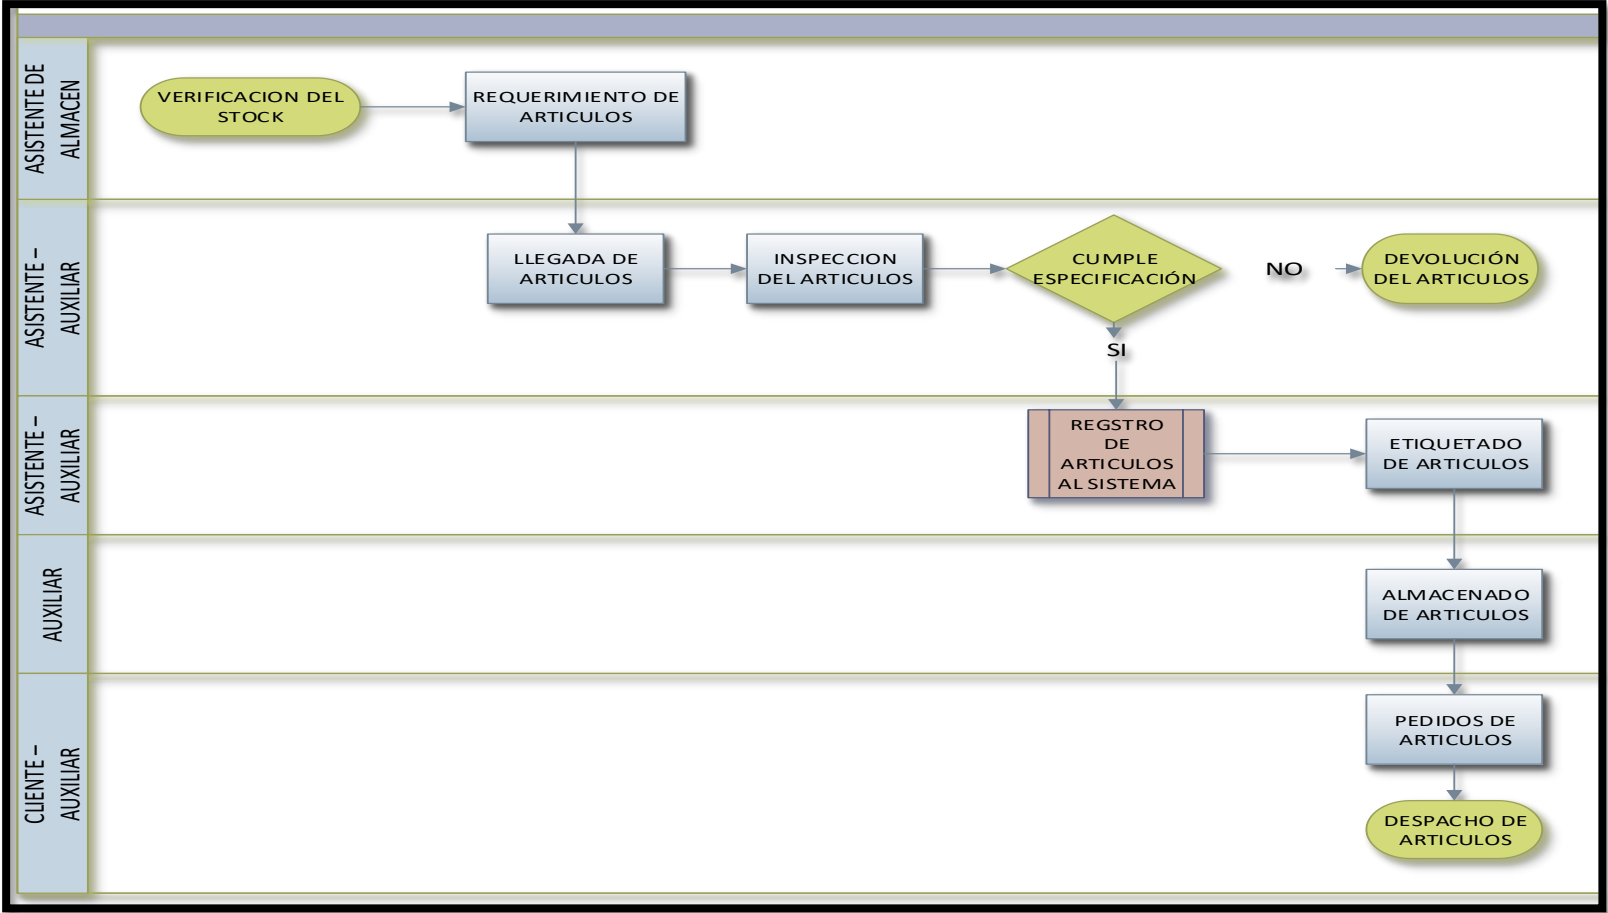 ASISTENTE DE
ALMACEN
VERIFICACION DEL
STOCK
REQUERIMIENTO DE
ARTICULOS
ASISTENTE –
AUXILIAR
LLEGADA DE
ARTICULOS
INSPECCION
DEL ARTICULOS
CUMPLE
ESPECIFICACIÓN
NO
DEVOLUCIÓN
DEL ARTICULOS
SI
ASISTENTE –
AUXILIAR
REGSTRO
DE
ARTICULOS
AL SISTEMA
ETIQUETADO
DE ARTICULOS
AUXILIAR
ALMACENADO
DE ARTICULOS
CLIENTE –
AUXILIAR
PEDIDOS DE
ARTICULOS
DESPACHO DE
ARTICULOS